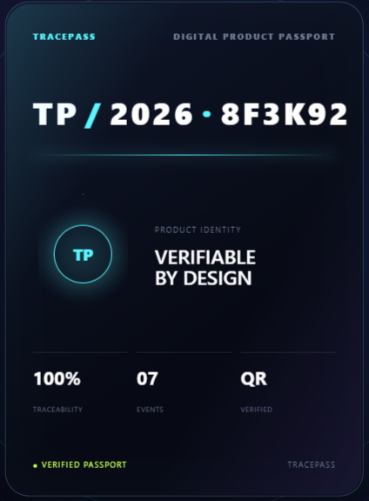 TRACEPASS DIGITAL PRODUCT PASSPORT
TP / 2026 · 8F3K92
PRODUCT IDENTITY
TP
VERIFIABLE
BY DESIGN
100% 07 QR
TRACEABILITY EVENTS VERIFIED
• VERIFIED PASSPORT TRACEPASS